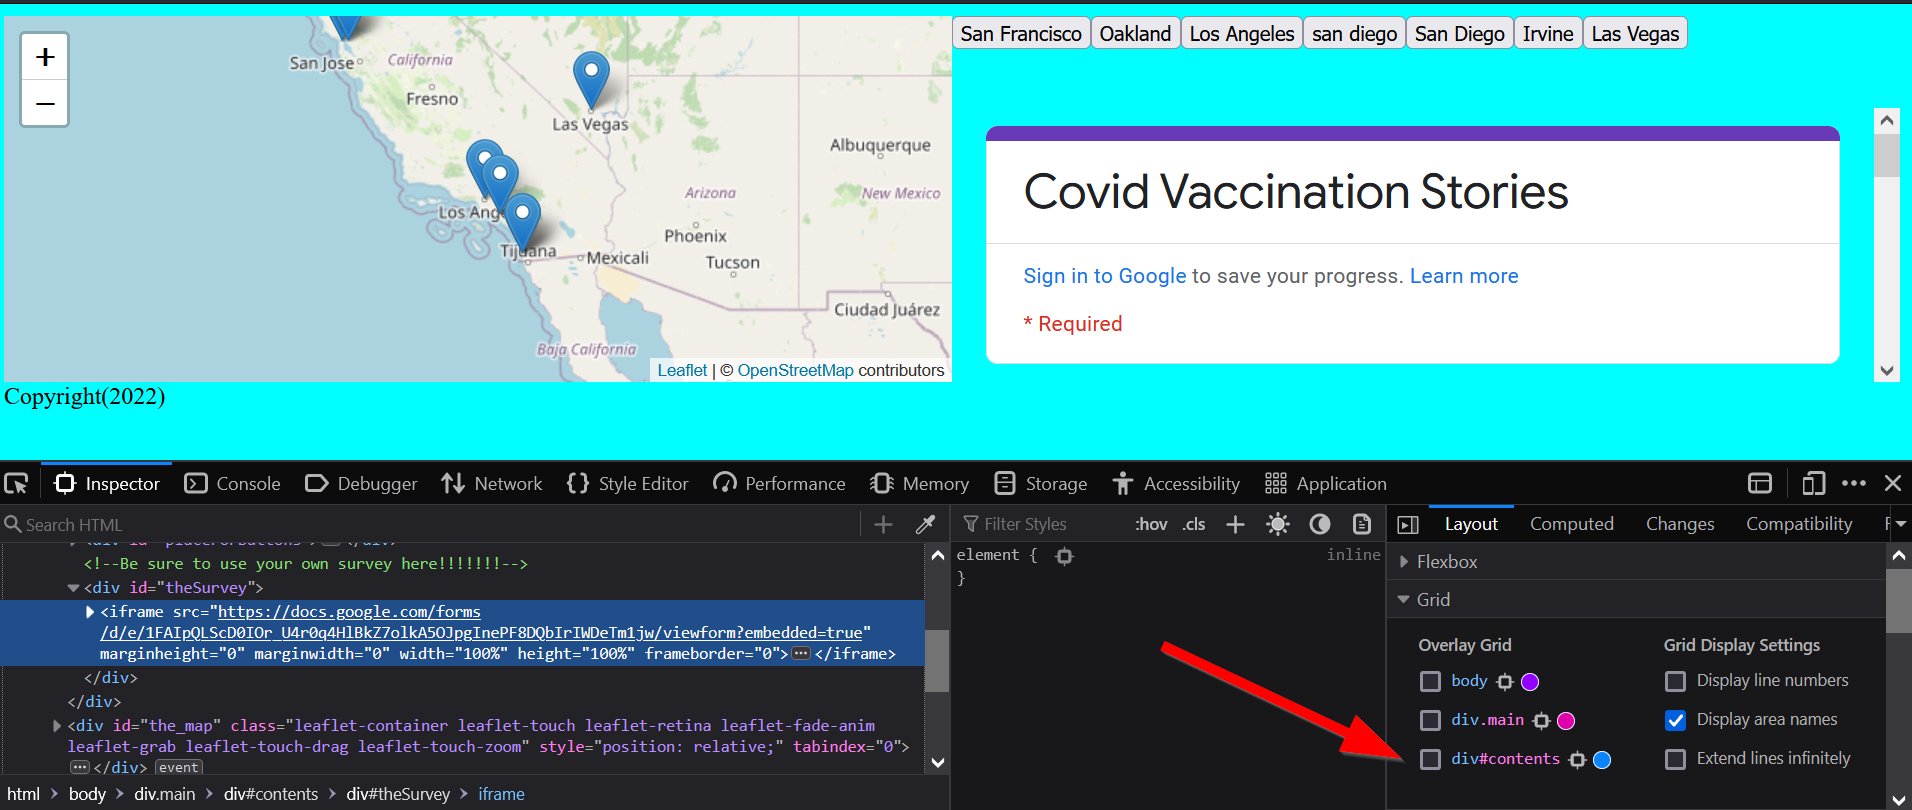 +
−
San Jose
California
Fresno
Las Vegas
Albuquerque
Arizona
New Mexico
Los Ang
Phoenix
Tijuana
Mexicali
Tucson
Ciudad Juárez
Baja California
Leaflet | © OpenStreetMap contributors
San Francisco Oakland Los Angeles san diego San Diego Irvine Las Vegas
Covid Vaccination Stories
Sign in to Google to save your progress. Learn more
* Required
Copyright(2022)
Inspector Console Debugger Network Style Editor Performance Memory Storage Accessibility Application
Search HTML
<!--Be sure to use your own survey here!!!!!!!-->
<div id="theSurvey">
<iframe src="https://docs.google.com/forms
/d/e/1FAIpQLScD0IOr_U4r0q4HlBkZ7olkA5OJpgInePF8DQbIrIWDeTm1jw/viewform?embedded=true"
marginheight="0" marginwidth="0" width="100%" height="100%" frameborder="0"> ••• </iframe>
</div>
</div>
<div id="the_map" class="leaflet-container leaflet-touch leaflet-retina leaflet-fade-anim
leaflet-grab leaflet-touch-drag leaflet-touch-zoom" style="position: relative;" tabindex="0">
••• </div> event
html > body > div.main > div#contents > div#theSurvey > iframe
Filter Styles :hov .cls +
element { inline
}
Layout Computed Changes Compatibility
Flexbox
Grid
Overlay Grid
body
div.main
div#contents
Grid Display Settings
Display line numbers
Display area names
Extend lines infinitely